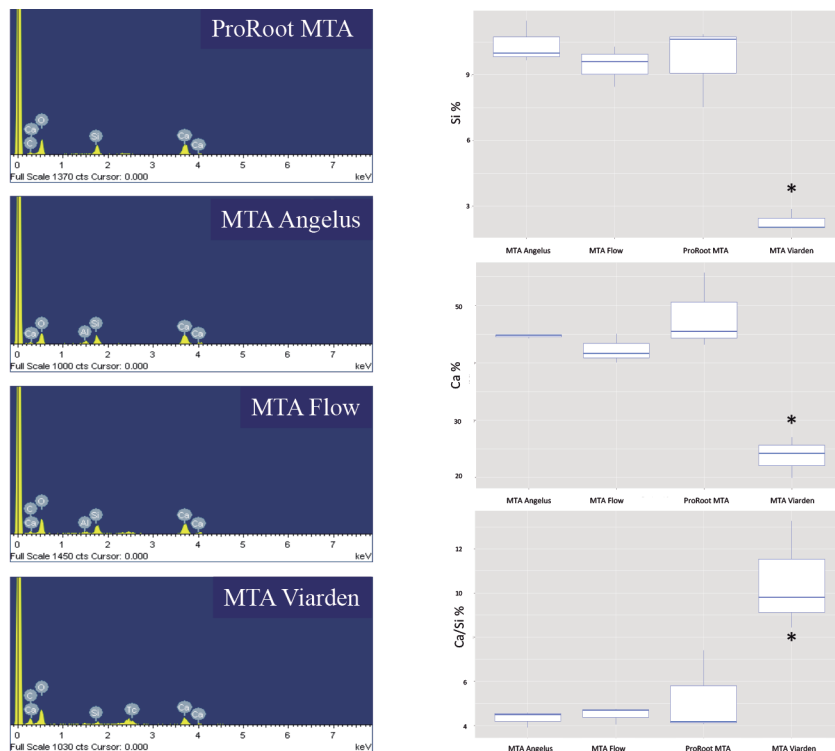 ProRoot MTA
O
Ca
C
Si
Ca
Ca
0 1 2 3 4 5 6 7
Full Scale 1370 cts Cursor: 0.000 keV
MTA Angelus
O
Ca
Al
Si
Ca
Ca
0 1 2 3 4 5 6 7
Full Scale 1000 cts Cursor: 0.000 keV
MTA Flow
C
O
Ca
Al
Si
Ca
Ca
0 1 2 3 4 5 6 7
Full Scale 1450 cts Cursor: 0.000 keV
MTA Viarden
C
O
Ca
Si
Tc
Ca
Ca
0 1 2 3 4 5 6 7
Full Scale 1030 cts Cursor: 0.000 keV
Si %
9
6
3
*
MTA Angelus MTA Flow ProRoot MTA MTA Viarden
Ca %
50
30
20
*
MTA Angelus MTA Flow ProRoot MTA MTA Viarden
Ca/Si %
12
10
6
4
*
MTA Angelus MTA Flow ProRoot MTA MTA Viarden